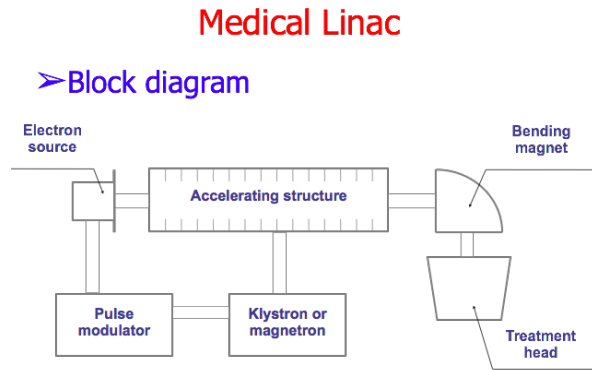 Medical Linac
➢Block diagram
Electron
source
Bending
magnet
Accelerating structure
Pulse
modulator
Klystron or
magnetron
Treatment
head